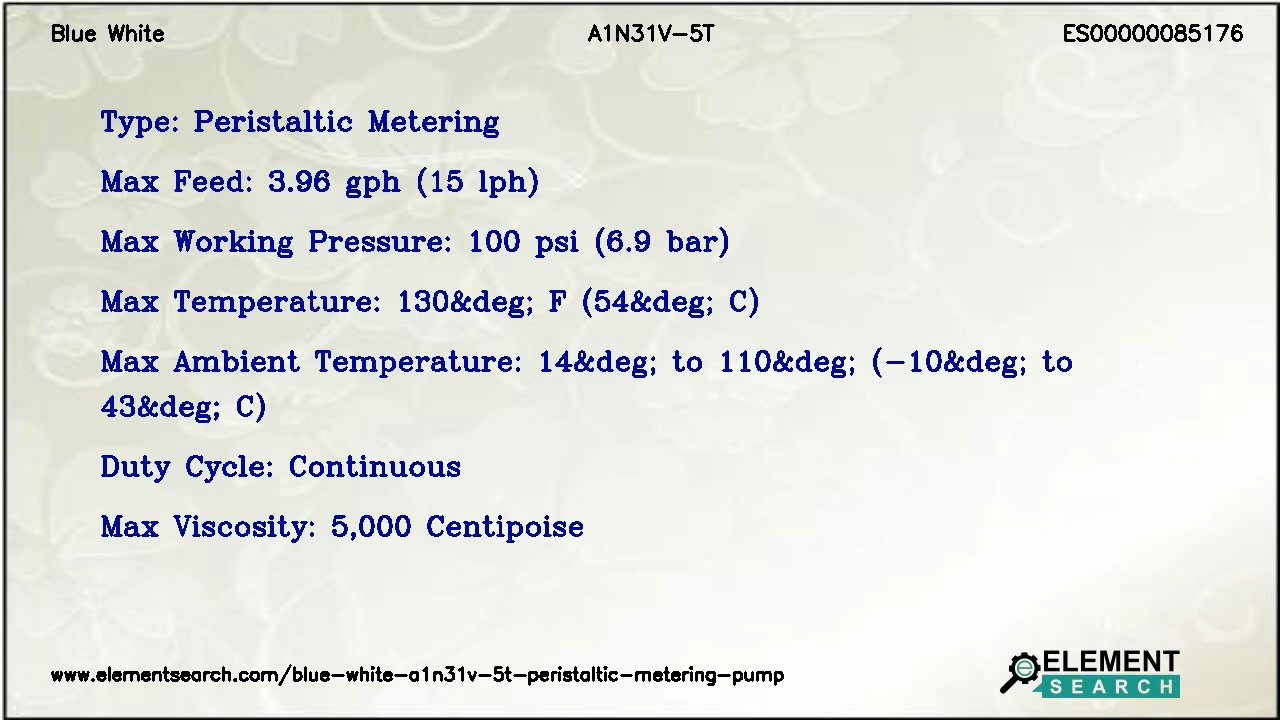 Blue White A1N31V-5T ES00000085176
Type: Peristaltic Metering
Max Feed: 3.96 gph (15 lph)
Max Working Pressure: 100 psi (6.9 bar)
Max Temperature: 130&deg; F (54&deg; C)
Max Ambient Temperature: 14&deg; to 110&deg; (-10&deg; to
43&deg; C)
Duty Cycle: Continuous
Max Viscosity: 5,000 Centipoise
www.elementsearch.com/blue-white-a1n31v-5t-peristaltic-metering-pump
ELEMENT
SEARCH